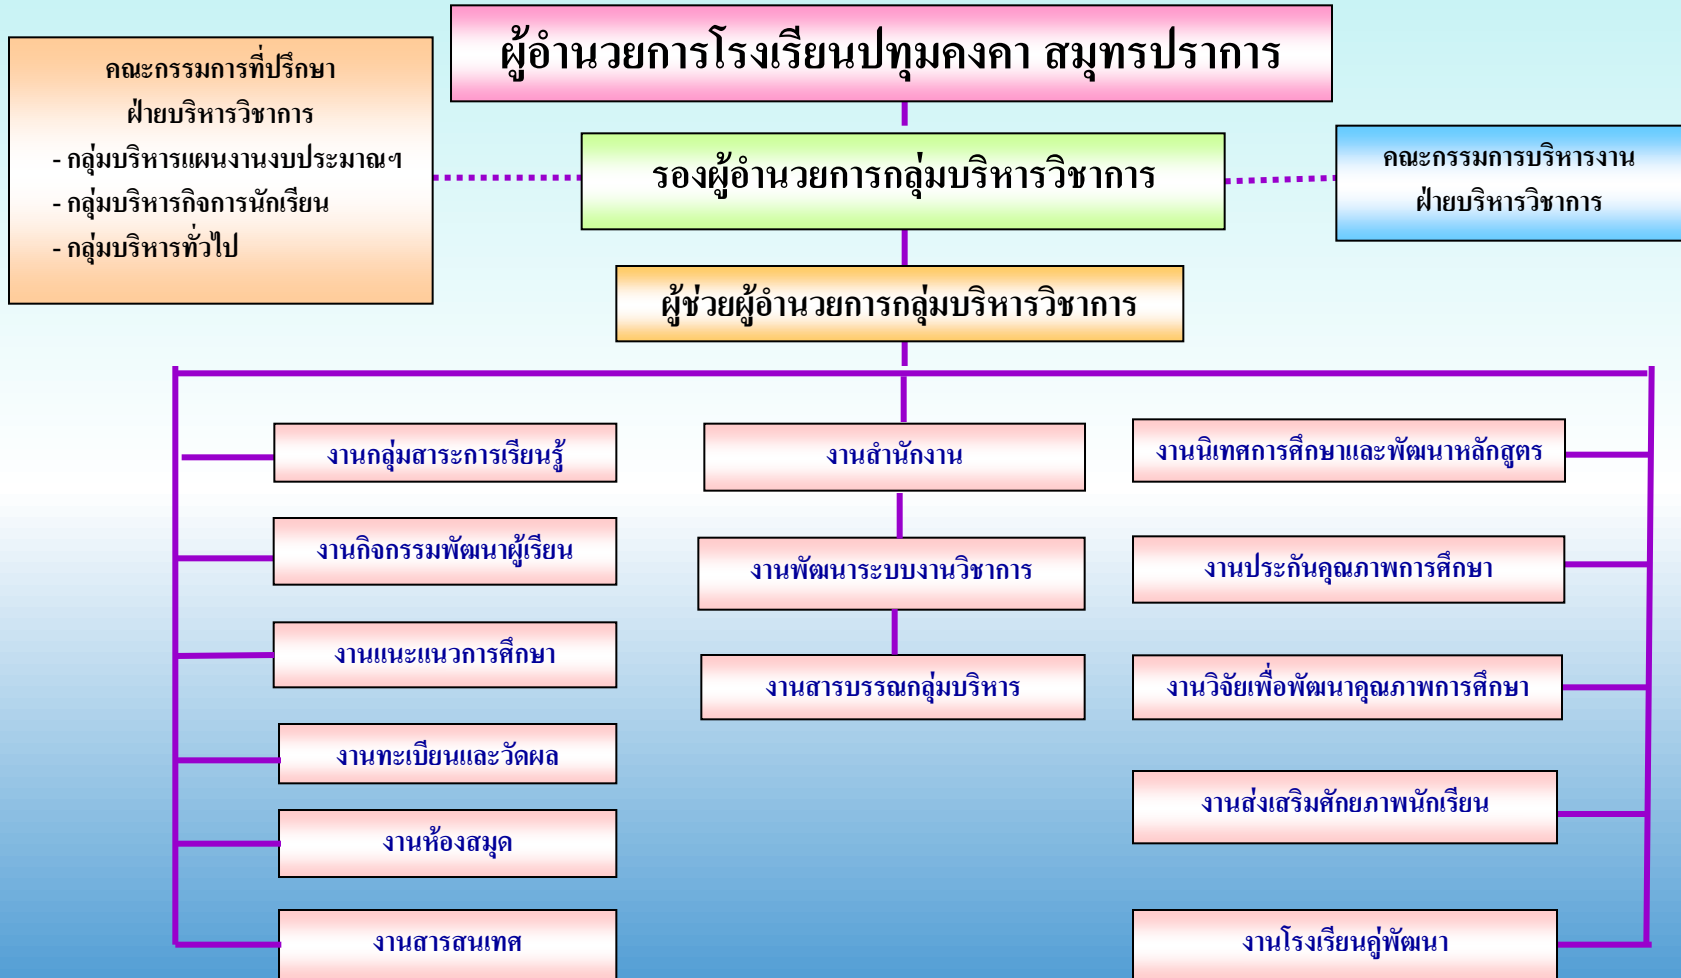 ผู้อำนวยการโรงเรียนปทุมคงคา สมุทรปราการ
คณะกรรมการที่ปรึกษา
ฝ่ายบริหารวิชาการ
- กลุ่มบริหารแผนงานงบประมาณฯ
- กลุ่มบริหารกิจการนักเรียน
- กลุ่มบริหารทั่วไป
รองผู้อำนวยการกลุ่มบริหารวิชาการ
คณะกรรมการบริหารงาน
ฝ่ายบริหารวิชาการ
ผู้ช่วยผู้อำนวยการกลุ่มบริหารวิชาการ
งานกลุ่มสาระการเรียนรู้
งานกิจกรรมพัฒนาผู้เรียน
งานแนะแนวการศึกษา
งานทะเบียนและวัดผล
งานห้องสมุด
งานสารสนเทศ
งานสำนักงาน
งานพัฒนาระบบงานวิชาการ
งานสารบรรณกลุ่มบริหาร
งานนิเทศการศึกษาและพัฒนาหลักสูตร
งานประกันคุณภาพการศึกษา
งานวิจัยเพื่อพัฒนาคุณภาพการศึกษา
งานส่งเสริมศักยภาพนักเรียน
งานโรงเรียนคู่พัฒนา